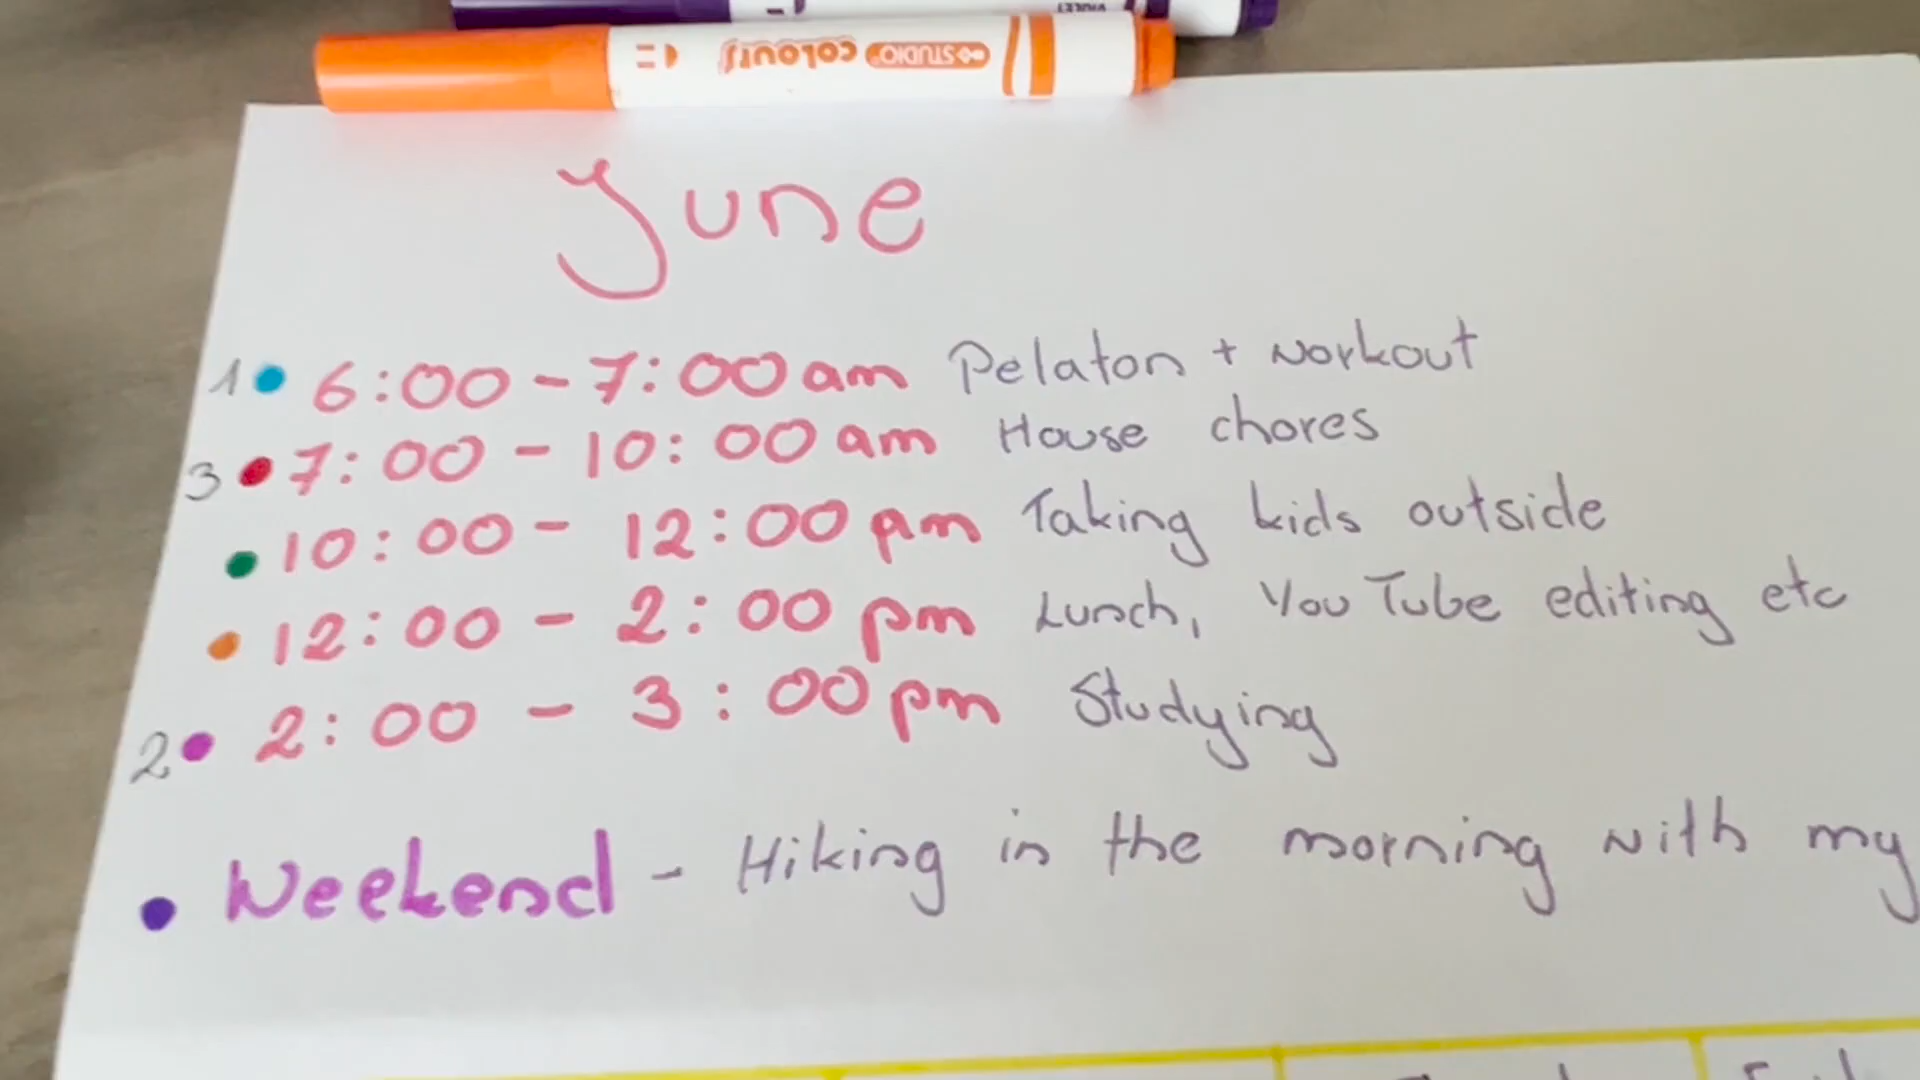 VIOLET
STUDIO colours
June
1 • 6:00 - 7:00 am Pelaton + workout
3 • 7:00 - 10:00 am House chores
• 10:00 - 12:00 pm Taking kids outside
• 12:00 - 2:00 pm Lunch, YouTube editing etc
2 • 2:00 - 3:00 pm Studying
• Weekend - Hiking in the morning with my